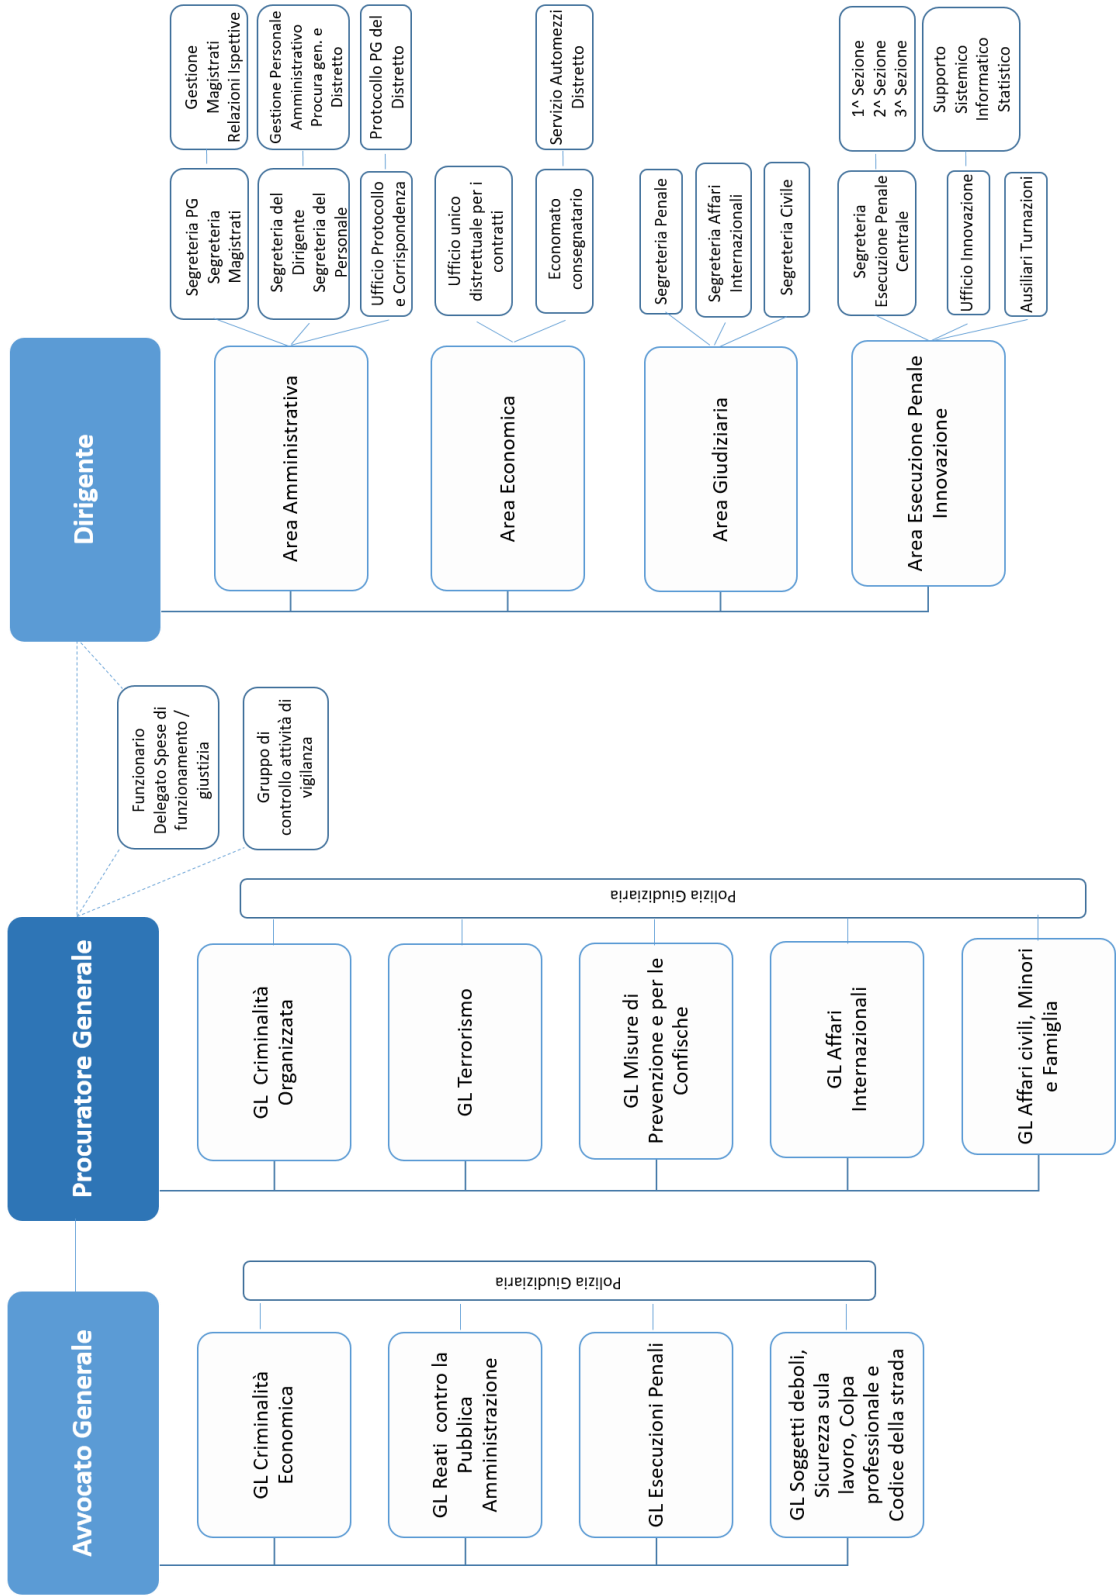 Avvocato Generale
GL Criminalità
Economica
GL Reati contro la
Pubblica
Amministrazione
GL Esecuzioni Penali
GL Soggetti deboli,
Sicurezza sulla
lavoro, Colpa
professionale e
Codice della strada
Polizia Giudiziaria
Procuratore Generale
GL Criminalità
Organizzata
GL Terrorismo
GL Misure di
Prevenzione e per le
Confische
GL Affari
Internazionali
GL Affari civili, Minori
e Famiglia
Polizia Giudiziaria
Funzionario
Delegato Spese di
funzionamento /
giustizia
Gruppo di
controllo attività di
vigilanza
Dirigente
Area Amministrativa
Segreteria PG
Segreteria
Magistrati
Gestione
Magistrati
Relazioni Ispettive
Segreteria del
Dirigente
Segreteria del
Personale
Gestione Personale
Amministrativo
Procura gen. e
Distretto
Ufficio Protocollo
e Corrispondenza
Protocollo PG del
Distretto
Area Economica
Ufficio unico
distrettuale per i
contratti
Economato
consegnatario
Servizio Automezzi
Distretto
Area Giudiziaria
Segreteria Penale
Segreteria Affari
Internazionali
Segreteria Civile
Area Esecuzione Penale
Innovazione
Segreteria
Esecuzione Penale
Centrale
1^ Sezione
2^ Sezione
3^ Sezione
Ufficio Innovazione
Supporto
Sistemico
Informatico
Statistico
Ausiliari Turnazioni